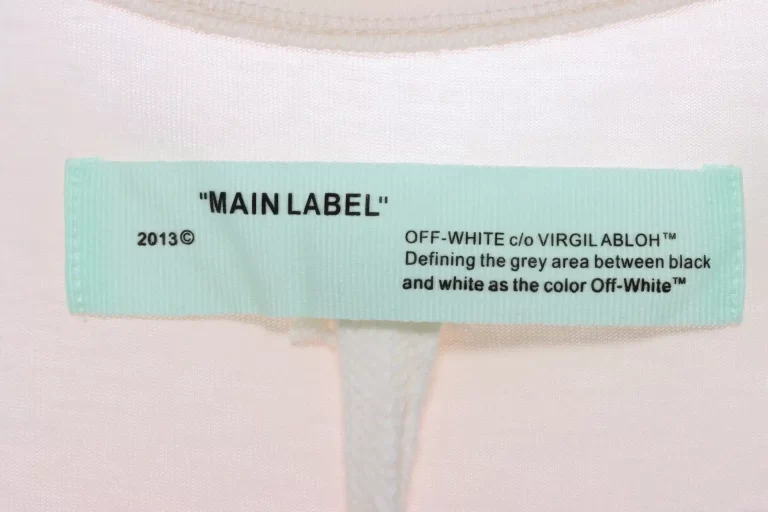 "MAIN LABEL"
2013©
OFF-WHITE c/o VIRGIL ABLOH™
Defining the grey area between black
and white as the color Off-White™